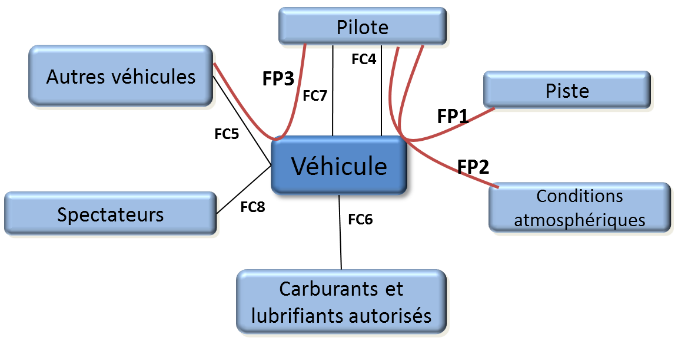 Pilote
Autres véhicules
FP3
FC7
FC4
Piste
FP1
FC5
Véhicule
FP2
Spectateurs
FC8
FC6
Conditions
atmosphériques
Carburants et
lubrifiants autorisés